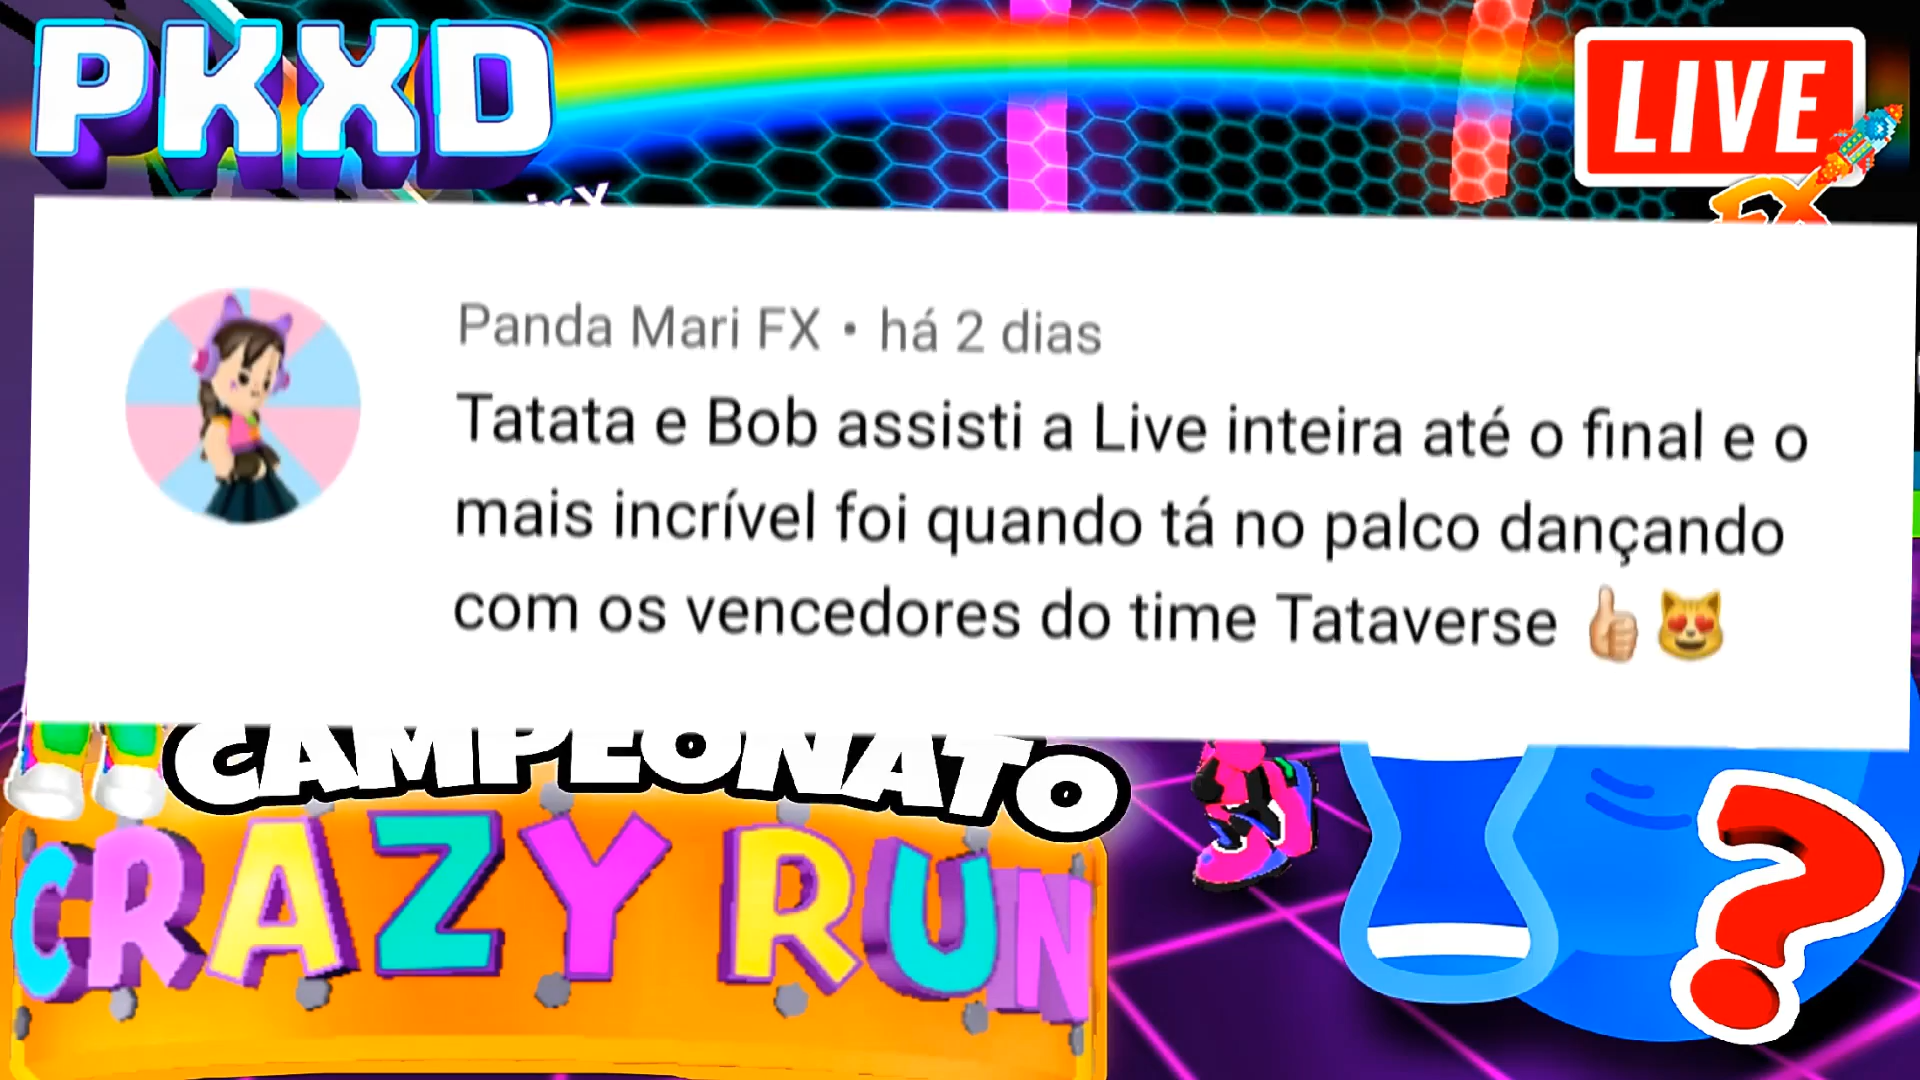 PKXD
LIVE
FX
Panda Mari FX • há 2 dias
Tatata e Bob assisti a Live inteira até o final e o
mais incrível foi quando tá no palco dançando
com os vencedores do time Tataverse 👍🏻😻
CAMPEONATO
CRAZY RUN
?